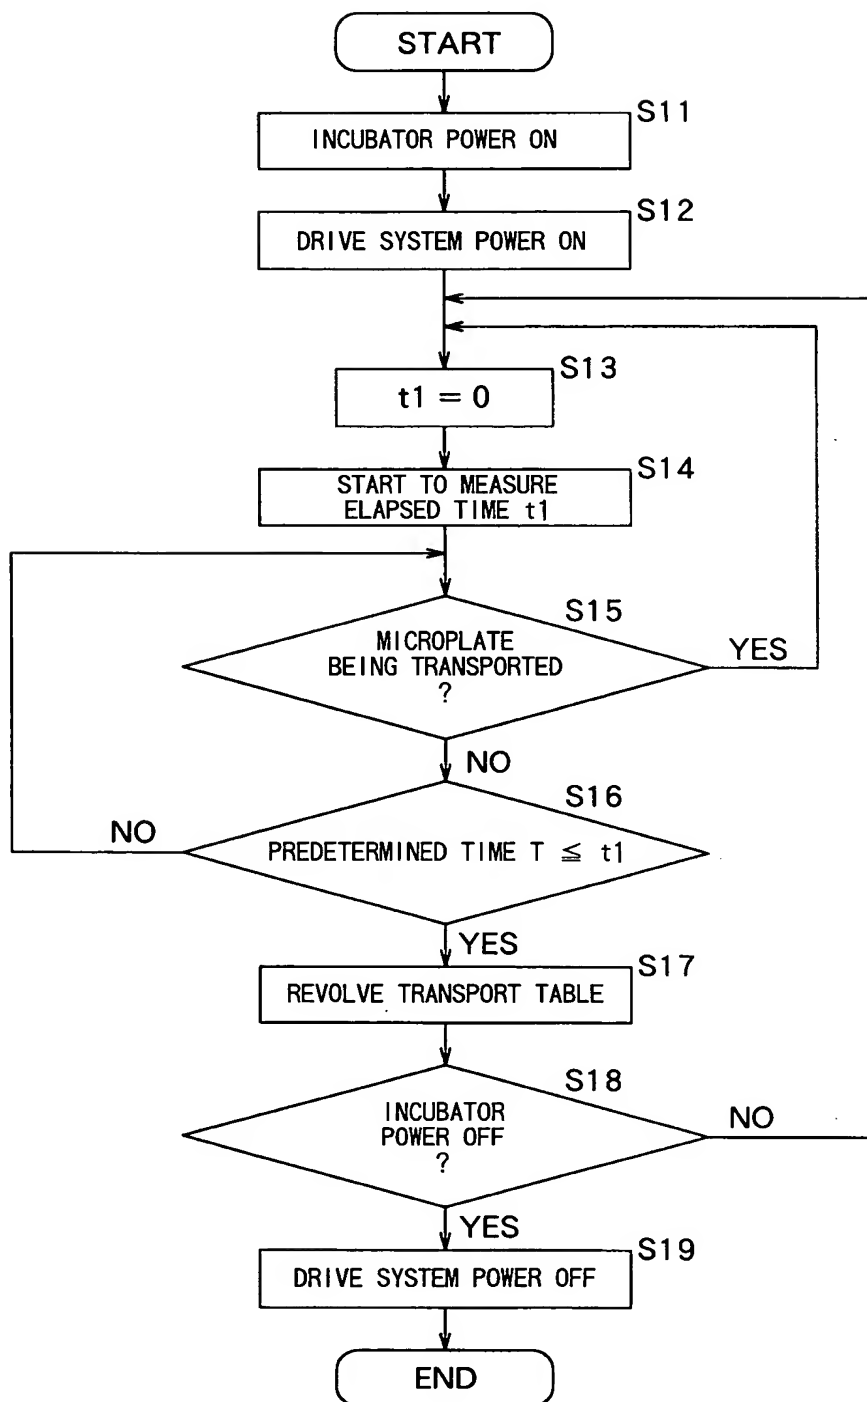 START
S11
INCUBATOR POWER ON
S12
DRIVE SYSTEM POWER ON
S13
t1 = 0
S14
START TO MEASURE
ELAPSED TIME t1
S15
MICROPLATE
BEING TRANSPORTED
?
YES
NO
S16
NO
PREDETERMINED TIME T ≦ t1
YES
S17
REVOLVE TRANSPORT TABLE
S18
INCUBATOR
POWER OFF
?
NO
YES
S19
DRIVE SYSTEM POWER OFF
END